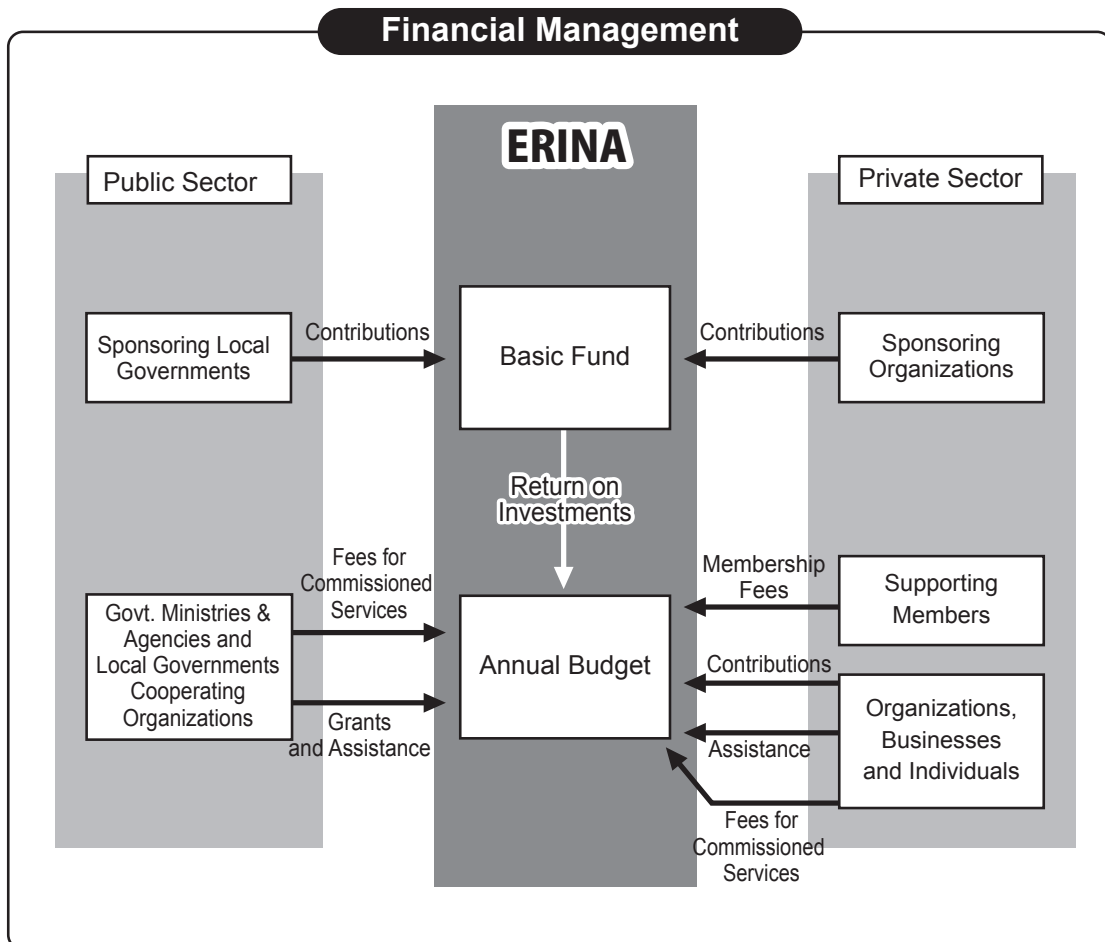 Financial Management
ERINA
Public Sector
Private Sector
Sponsoring Local
Governments
Contributions
Basic Fund
Contributions
Sponsoring
Organizations
Return on
Investments
Fees for
Commissioned
Services
Govt. Ministries &
Agencies and
Local Governments
Cooperating
Organizations
Grants
and Assistance
Annual Budget
Membership
Fees
Supporting
Members
Contributions
Assistance
Organizations,
Businesses
and Individuals
Fees for
Commissioned
Services